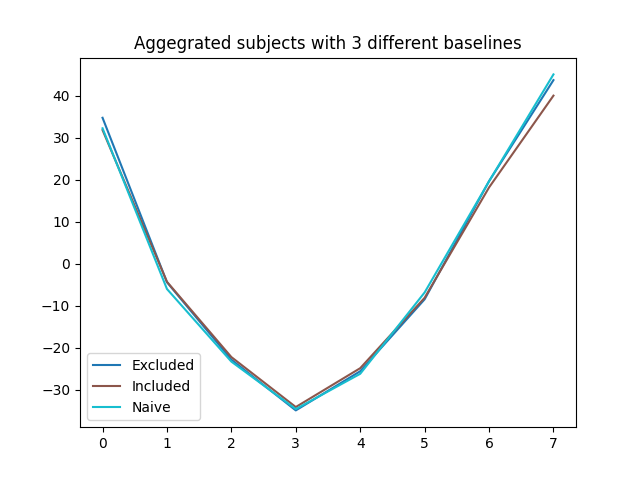 Aggegrated subjects with 3 different baselines
40
30
20
10
0
−10
−20
−30
Excluded
Included
Naive
0 1 2 3 4 5 6 7